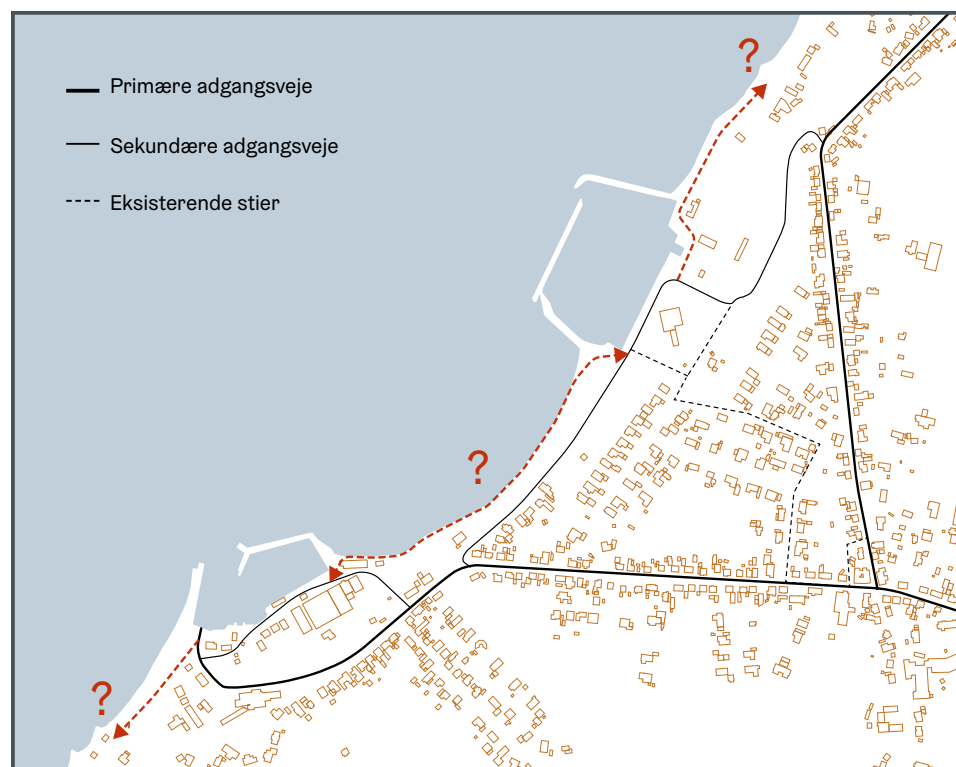 ?
Primære adgangsveje
Sekundære adgangsveje
Eksisterende stier
?
?